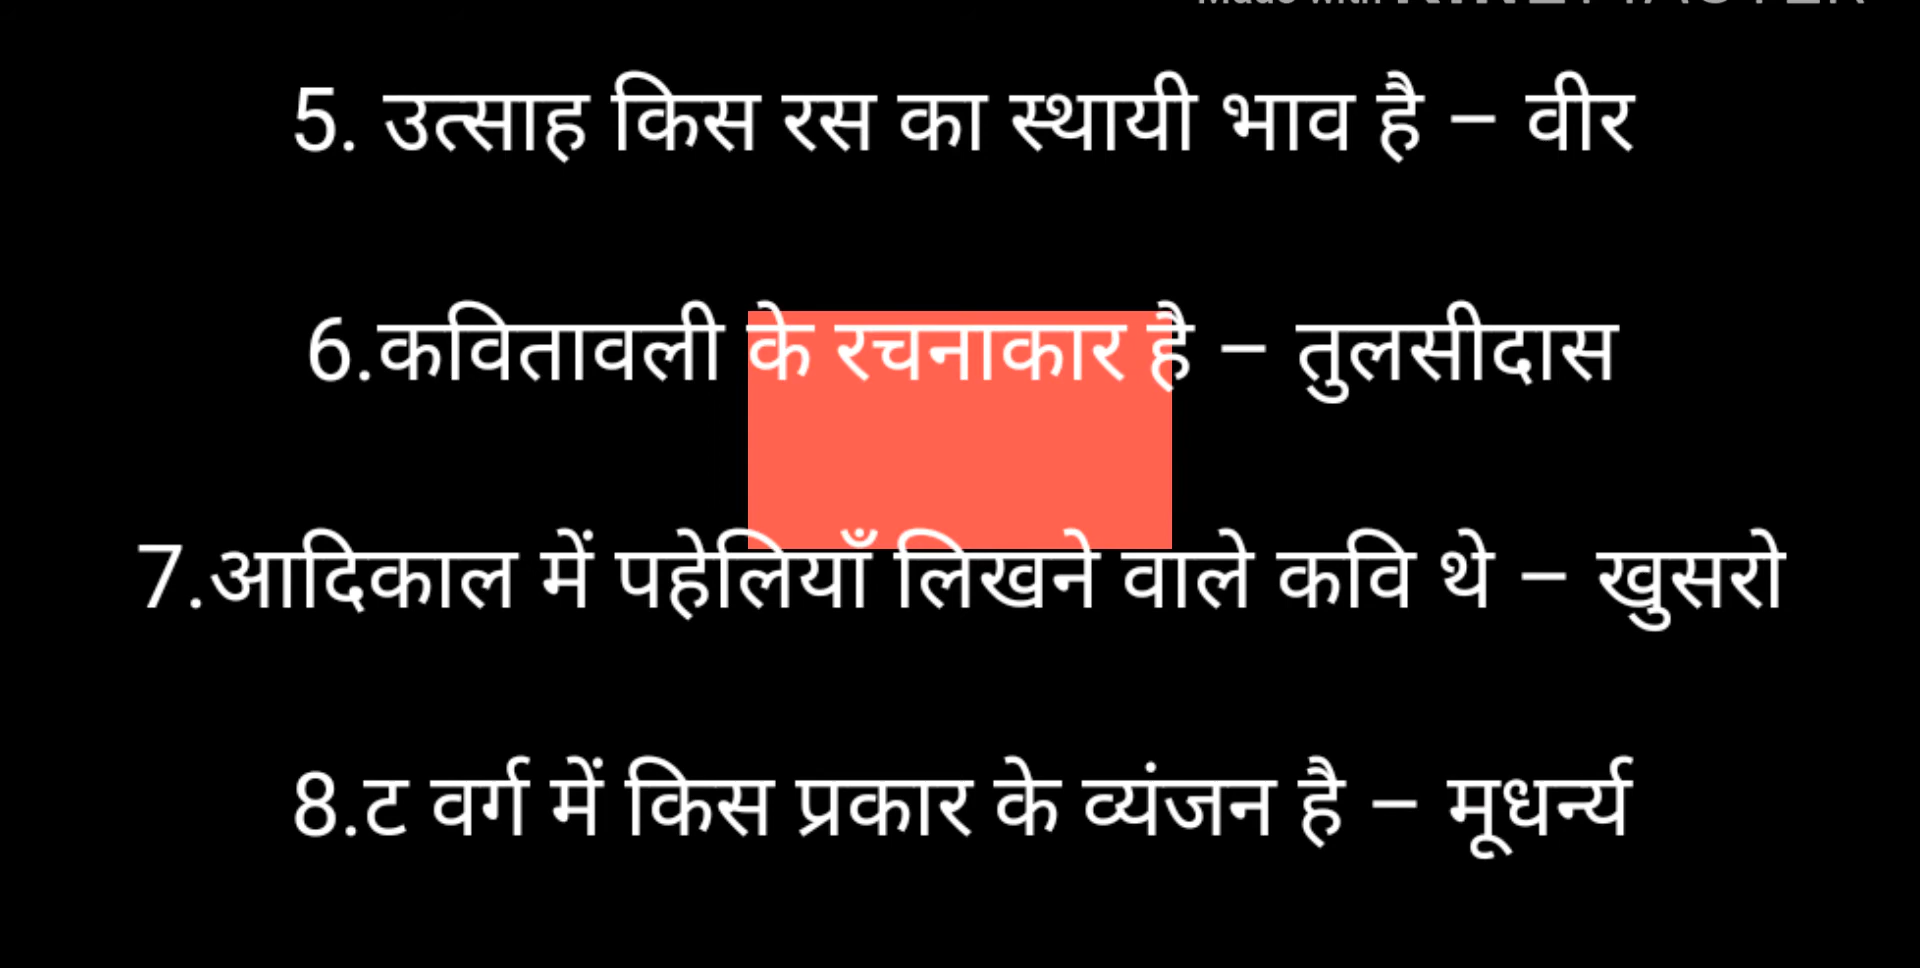 5. उत्साह किस रस का स्थायी भाव है – वीर
6.कवितावली के रचनाकार है – तुलसीदास
7.आदिकाल में पहेलियाँ लिखने वाले कवि थे – खुसरो
8.ट वर्ग में किस प्रकार के व्यंजन है – मूधर्न्य